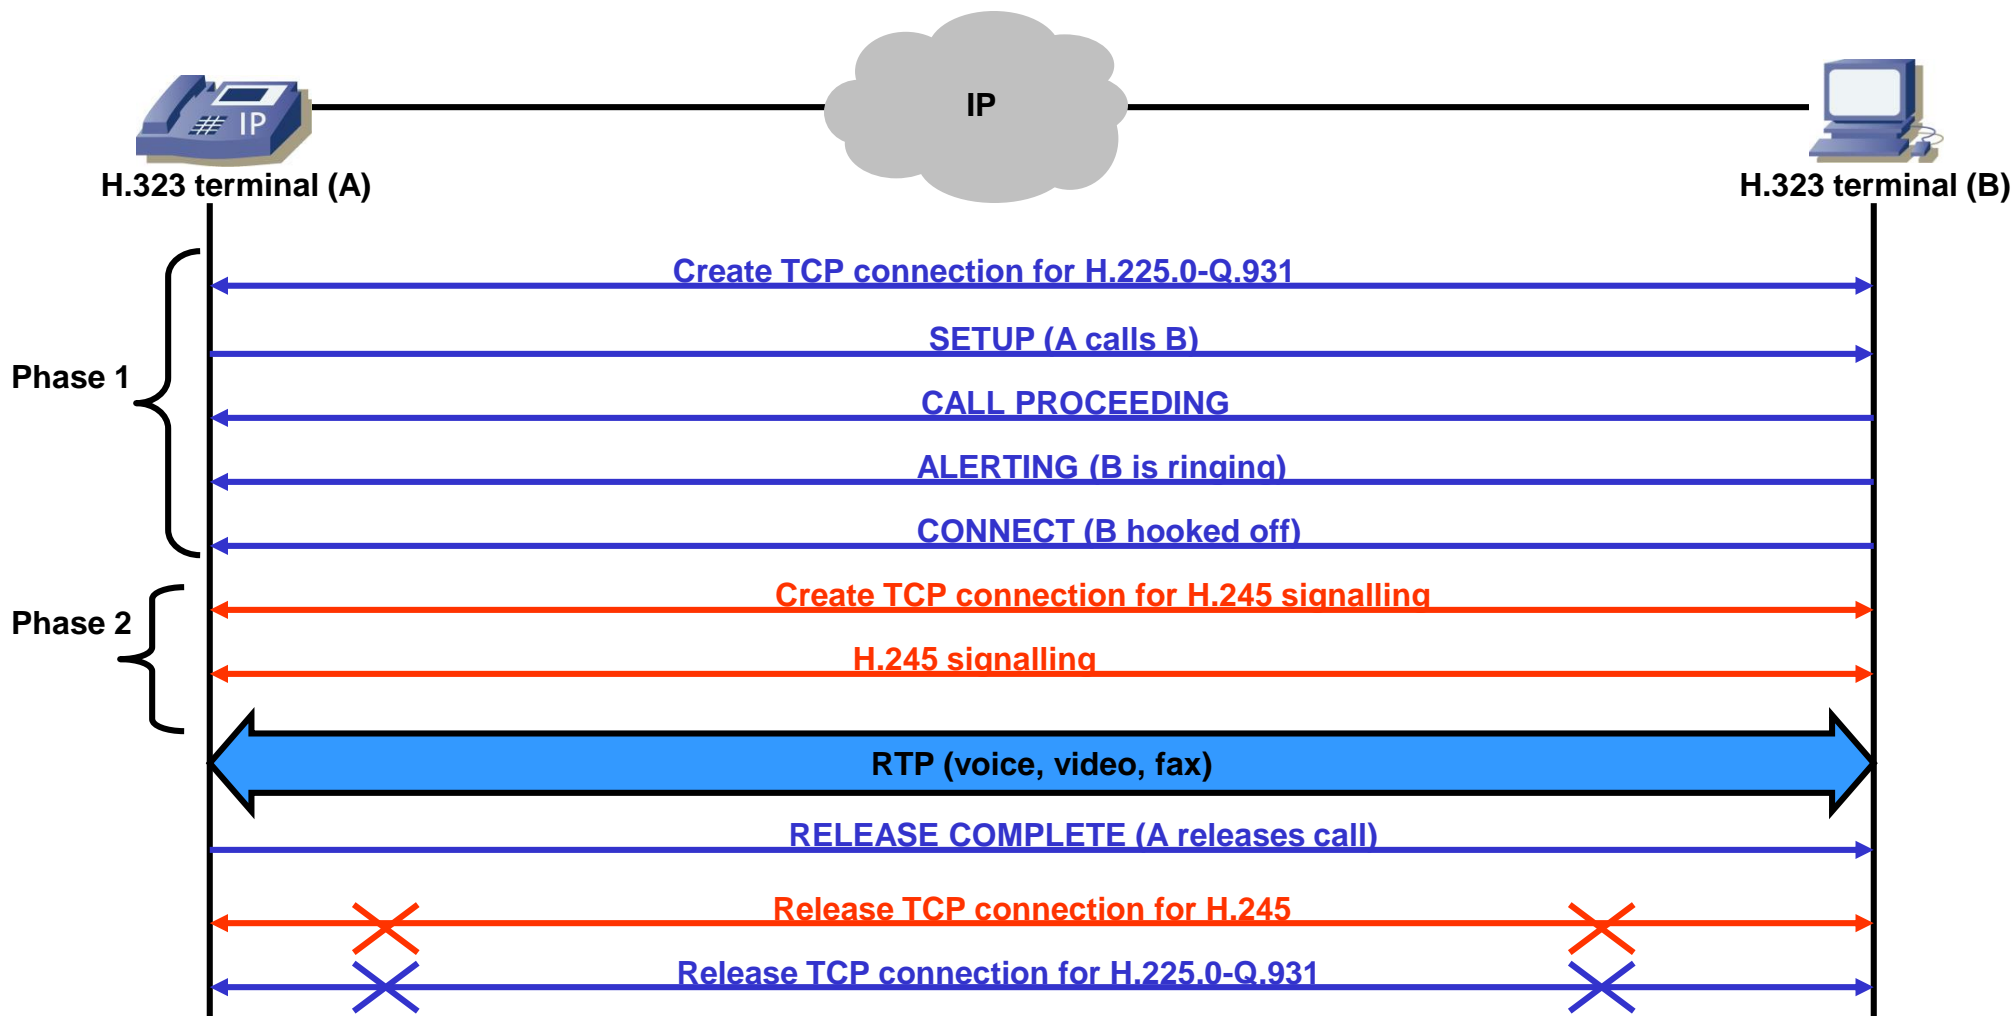 IP
IP
H.323 terminal (A)
H.323 terminal (B)
Create TCP connection for H.225.0-Q.931
SETUP (A calls B)
Phase 1
CALL PROCEEDING
ALERTING (B is ringing)
CONNECT (B hooked off)
Create TCP connection for H.245 signalling
Phase 2
H.245 signalling
RTP (voice, video, fax)
RELEASE COMPLETE (A releases call)
Release TCP connection for H.245
Release TCP connection for H.225.0-Q.931